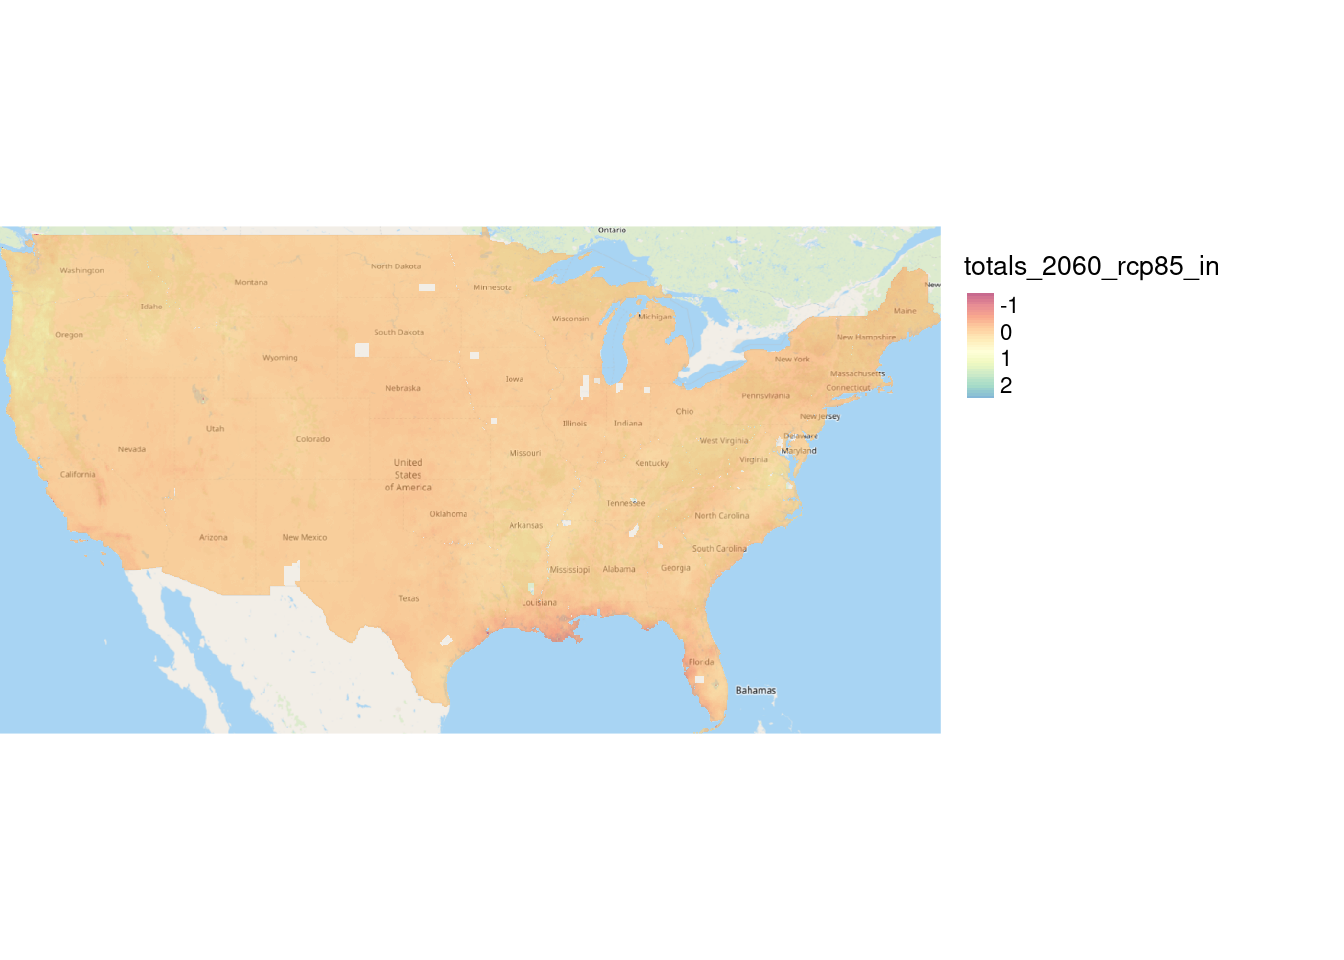 Ontario
totals_2060_rcp85_in
-1
0
1
2
Washington
North Dakota
Montana
Minnesota
New
Idaho
Maine
Wisconsin
Michigan
Oregon
South Dakota
New Hampshire
Wyoming
New York
Massachusetts
Iowa
Nebraska
Connecticut
Pennsylvania
Ohio
New Jersey
Illinois
Indiana
Utah
Colorado
Delaware
West Virginia
Nevada
Missouri
Maryland
United
States
of America
Kentucky
Virginia
California
Tennessee
Oklahoma
North Carolina
Arkansas
Arizona
New Mexico
South Carolina
Mississippi
Alabama
Georgia
Texas
Louisiana
Florida
Bahamas